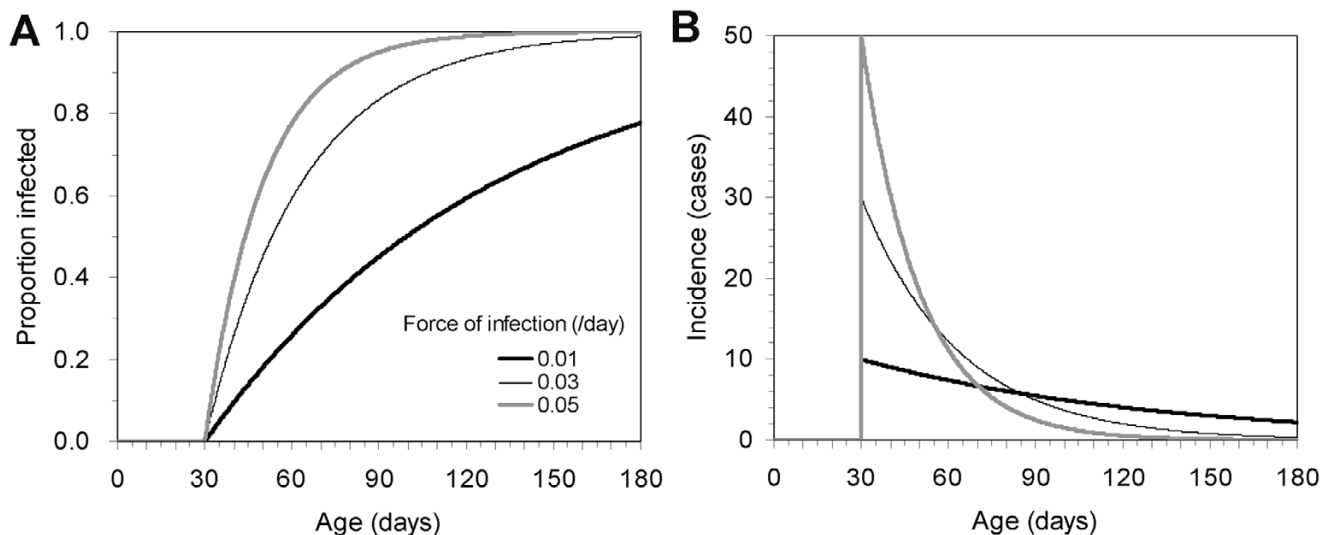 A
Proportion infected
1.0
0.8
0.6
0.4
0.2
0.0
Force of infection (/day)
0.01
0.03
0.05
0 30 60 90 120 150 180
Age (days)
B
Incidence (cases)
50
40
30
20
10
0
0 30 60 90 120 150 180
Age (days)